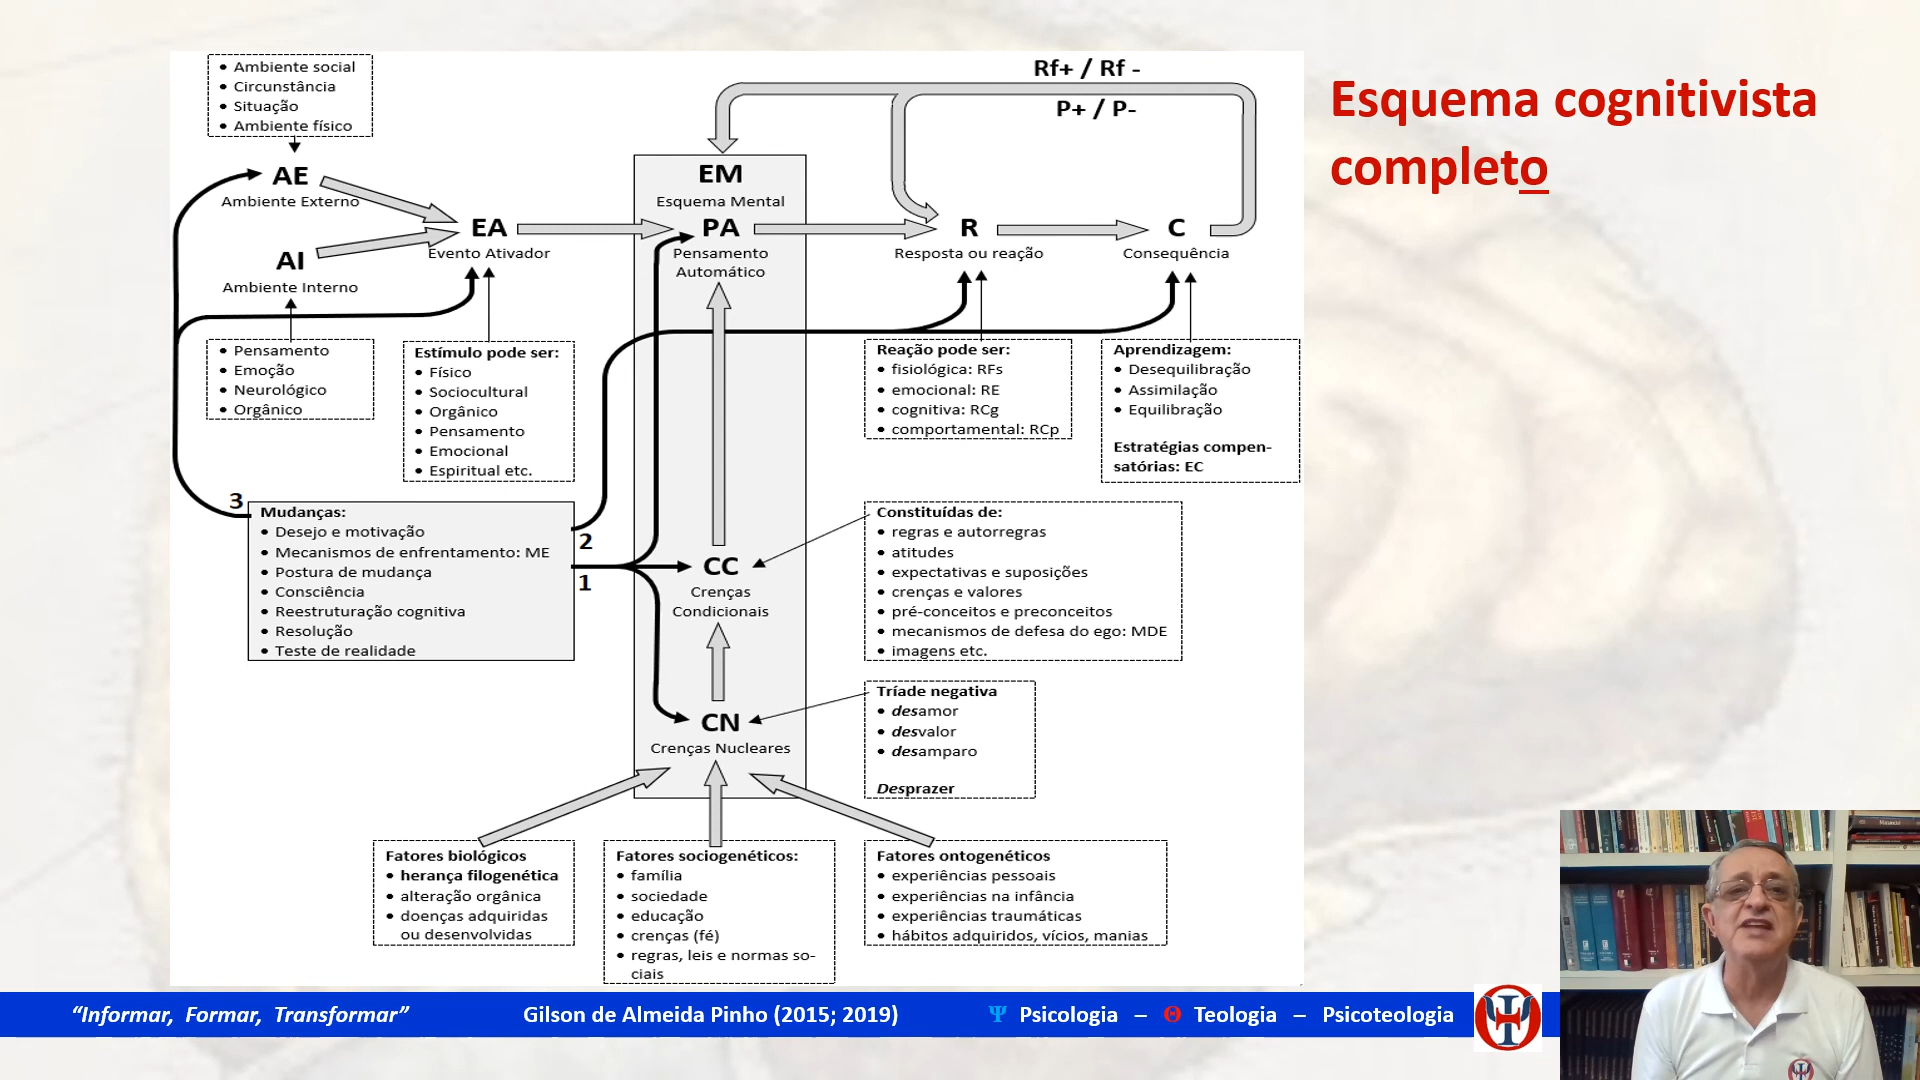 Esquema cognitivista
completo
• Ambiente social
• Circunstância
• Situação
• Ambiente físico
Rf+ / Rf -
P+ / P-
AE
Ambiente Externo
AI
Ambiente Interno
EA
Evento Ativador
EM
Esquema Mental
PA
Pensamento
Automático
R
Resposta ou reação
C
Consequência
• Pensamento
• Emoção
• Neurológico
• Orgânico
Estímulo pode ser:
• Físico
• Sociocultural
• Orgânico
• Pensamento
• Emocional
• Espiritual etc.
Reação pode ser:
• fisiológica: RFs
• emocional: RE
• cognitiva: RCg
• comportamental: RCp
Aprendizagem:
• Desequilibração
• Assimilação
• Equilibração
Estratégias compen-
satórias: EC
3
Mudanças:
• Desejo e motivação
• Mecanismos de enfrentamento: ME
• Postura de mudança
• Consciência
• Reestruturação cognitiva
• Resolução
• Teste de realidade
2
1
CC
Crenças
Condicionais
Constituídas de:
• regras e autorregras
• atitudes
• expectativas e suposições
• crenças e valores
• pré-conceitos e preconceitos
• mecanismos de defesa do ego: MDE
• imagens etc.
CN
Crenças Nucleares
Tríade negativa
• desamor
• desvalor
• desamparo
Desprazer
Fatores biológicos
• herança filogenética
• alteração orgânica
• doenças adquiridas
ou desenvolvidas
Fatores sociogenéticos:
• família
• sociedade
• educação
• crenças (fé)
• regras, leis e normas so-
ciais
Fatores ontogenéticos
• experiências pessoais
• experiências na infância
• experiências traumáticas
• hábitos adquiridos, vícios, manias
“Informar, Formar, Transformar” Gilson de Almeida Pinho (2015; 2019) Ψ Psicologia – Θ Teologia – Psicoteologia